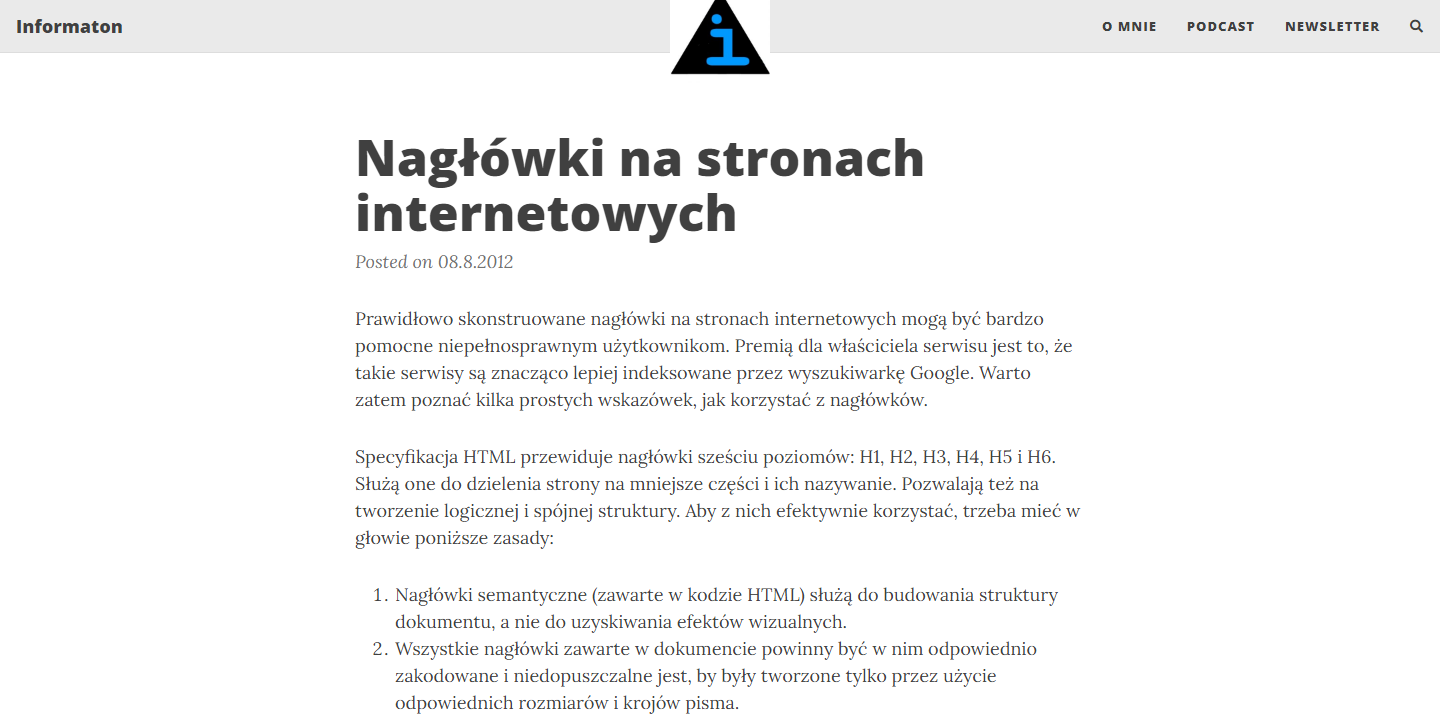 Informaton
i
O MNIE
PODCAST
NEWSLETTER
Nagłówki na stronach
internetowych
Posted on 08.8.2012
Prawidłowo skonstruowane nagłówki na stronach internetowych mogą być bardzo
pomocne niepełnosprawnym użytkownikom. Premią dla właściciela serwisu jest to, że
takie serwisy są znacząco lepiej indeksowane przez wyszukiwarkę Google. Warto
zatem poznać kilka prostych wskazówek, jak korzystać z nagłówków.
Specyfikacja HTML przewiduje nagłówki sześciu poziomów: H1, H2, H3, H4, H5 i H6.
Służą one do dzielenia strony na mniejsze części i ich nazywanie. Pozwalają też na
tworzenie logicznej i spójnej struktury. Aby z nich efektywnie korzystać, trzeba mieć w
głowie poniższe zasady:
1. Nagłówki semantyczne (zawarte w kodzie HTML) służą do budowania struktury
dokumentu, a nie do uzyskiwania efektów wizualnych.
2. Wszystkie nagłówki zawarte w dokumencie powinny być w nim odpowiednio
zakodowane i niedopuszczalne jest, by były tworzone tylko przez użycie
odpowiednich rozmiarów i krojów pisma.